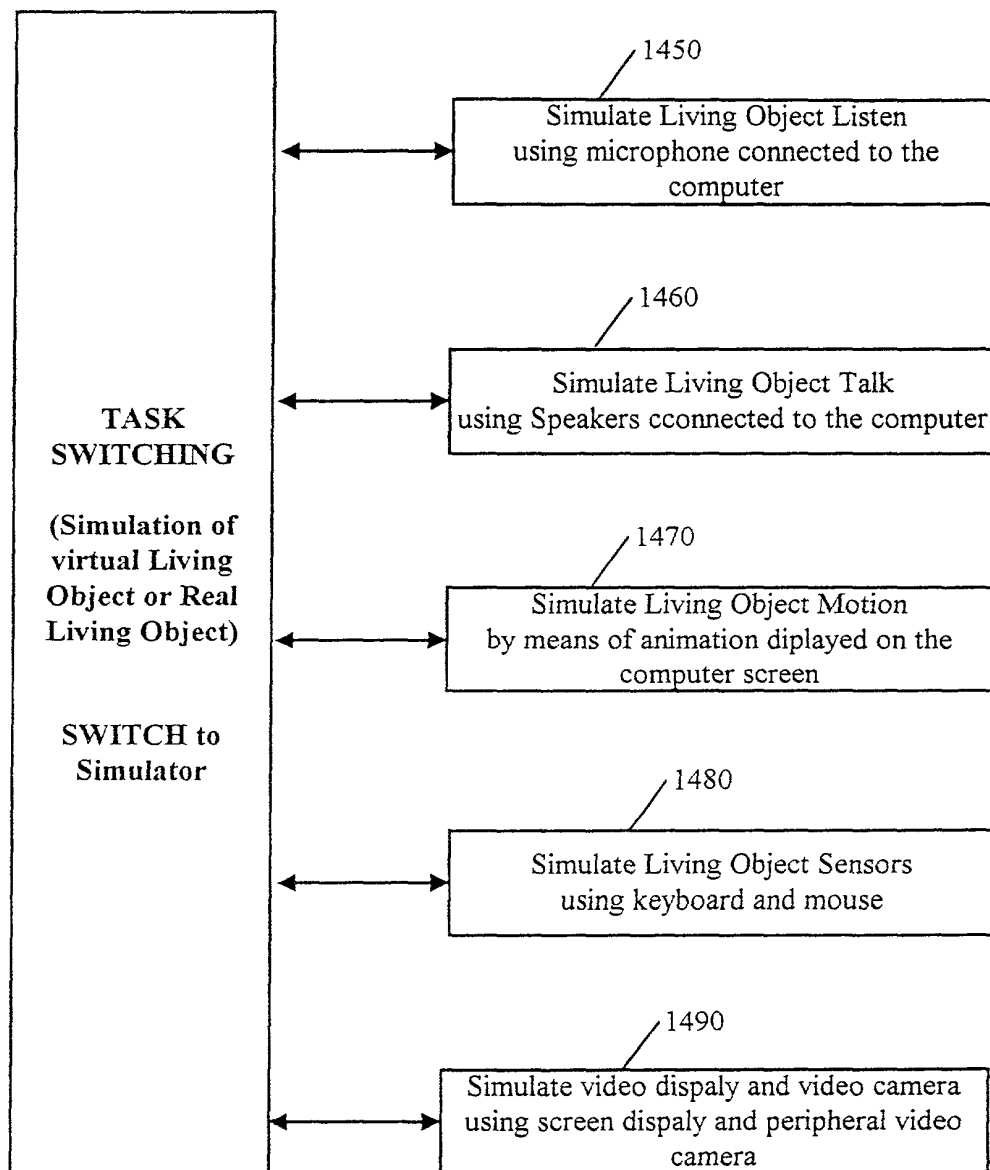 1450
Simulate Living Object Listen
using microphone connected to the
computer
1460
Simulate Living Object Talk
using Speakers cconnected to the computer
TASK
SWITCHING
(Simulation of
virtual Living
Object or Real
Living Object)
SWITCH to
Simulator
1470
Simulate Living Object Motion
by means of animation diplayed on the
computer screen
1480
Simulate Living Object Sensors
using keyboard and mouse
1490
Simulate video dispaly and video camera
using screen dispaly and peripheral video
camera